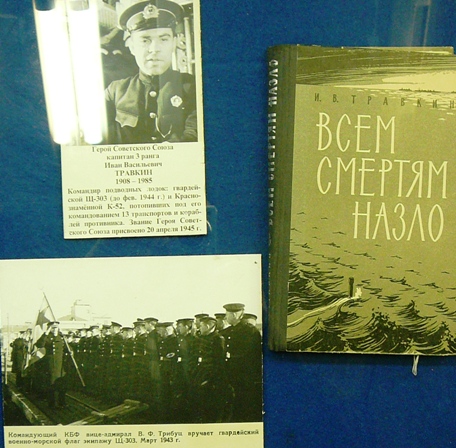 Герой Советского Союза
капитан 3 ранга
Иван Васильевич
ТРАВКИН
1908 – 1985
Командир подводных лодок: гвардей-
ской Щ-303 (до фев. 1944 г.) и Красно-
знамённой К-52, потопивших под его
командованием 13 транспортов и кораб-
лей противника. Звание Герой Совет-
ского Союза присвоено 20 апреля 1945 г.
ВСЕМ СМЕРТЯМ НАЗЛО
И. В. ТРАВКИН
ВСЕМ
СМЕРТЯМ
НАЗЛО
Командующий КБФ вице-адмирал В. Ф. Трибуц вручает гвардейский
военно-морской флаг экипажу Щ-303. Март 1943 г.